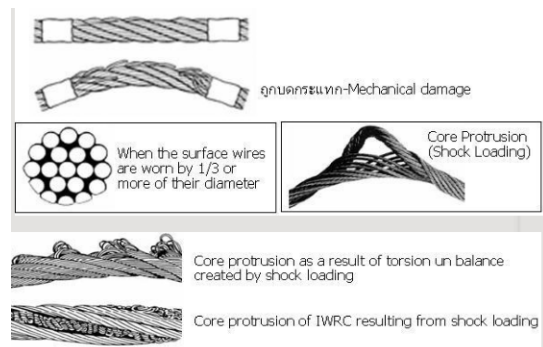 ถูกบดกระแทก-Mechanical damage
When the surface wires
are worn by 1/3 or
more of their diameter
Core Protrusion
(Shock Loading)
Core protrusion as a result of torsion un balance
created by shock loading
Core protrusion of IWRC resulting from shock loading